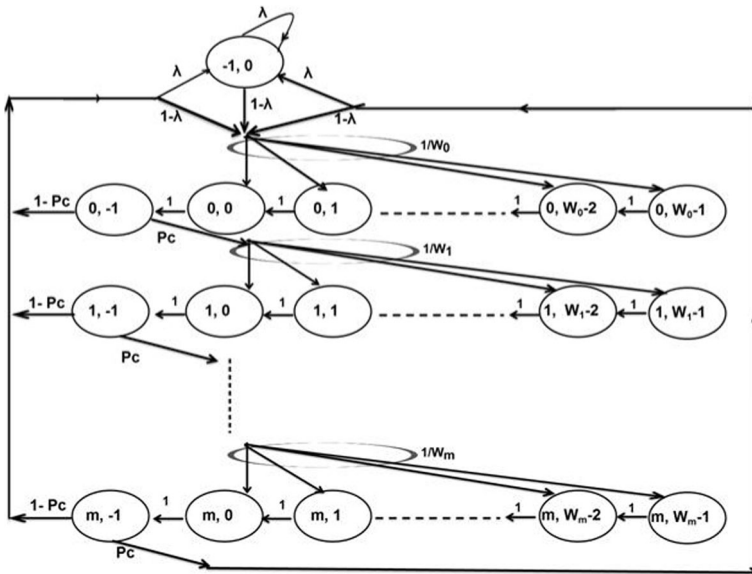 λ
-1, 0
λ λ
1-λ 1-λ 1-λ
1/W₀
1- Pc 0, -1 1 0, 0 1 0, 1 1 0, W₀-2 1 0, W₀-1
Pc
1/W₁
1- Pc 1, -1 1 1, 0 1 1, 1 1 1, W₁-2 1 1, W₁-1
Pc
1/Wm
1- Pc m, -1 1 m, 0 1 m, 1 1 m, Wm-2 1 m, Wm-1
Pc